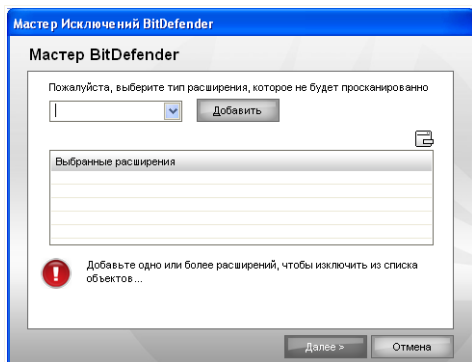 Мастер Исключений BitDefender
Мастер BitDefender
Пожалуйста, выберите тип расширения, которое не будет просканированно
Добавить
Выбранные расширения
Добавьте одно или более расширений, чтобы изключить из списка
объектов...
Далее »
Отмена